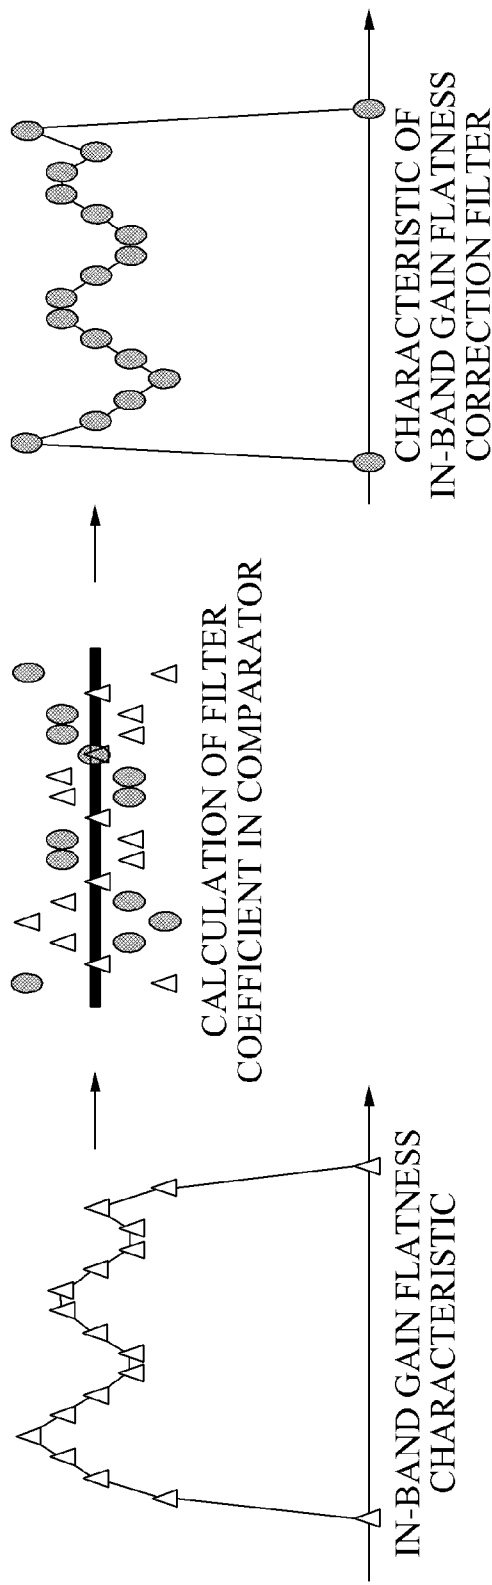 IN-BAND GAIN FLATNESS
CHARACTERISTIC
CALCULATION OF FILTER
COEFFICIENT IN COMPARATOR
CHARACTERISTIC OF
IN-BAND GAIN FLATNESS
CORRECTION FILTER